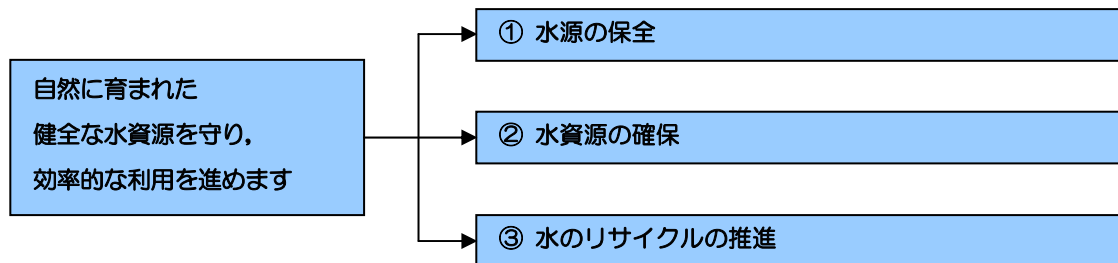 自然に育まれた
健全な水資源を守り，
効率的な利用を進めます
① 水源の保全
② 水資源の確保
③ 水のリサイクルの推進